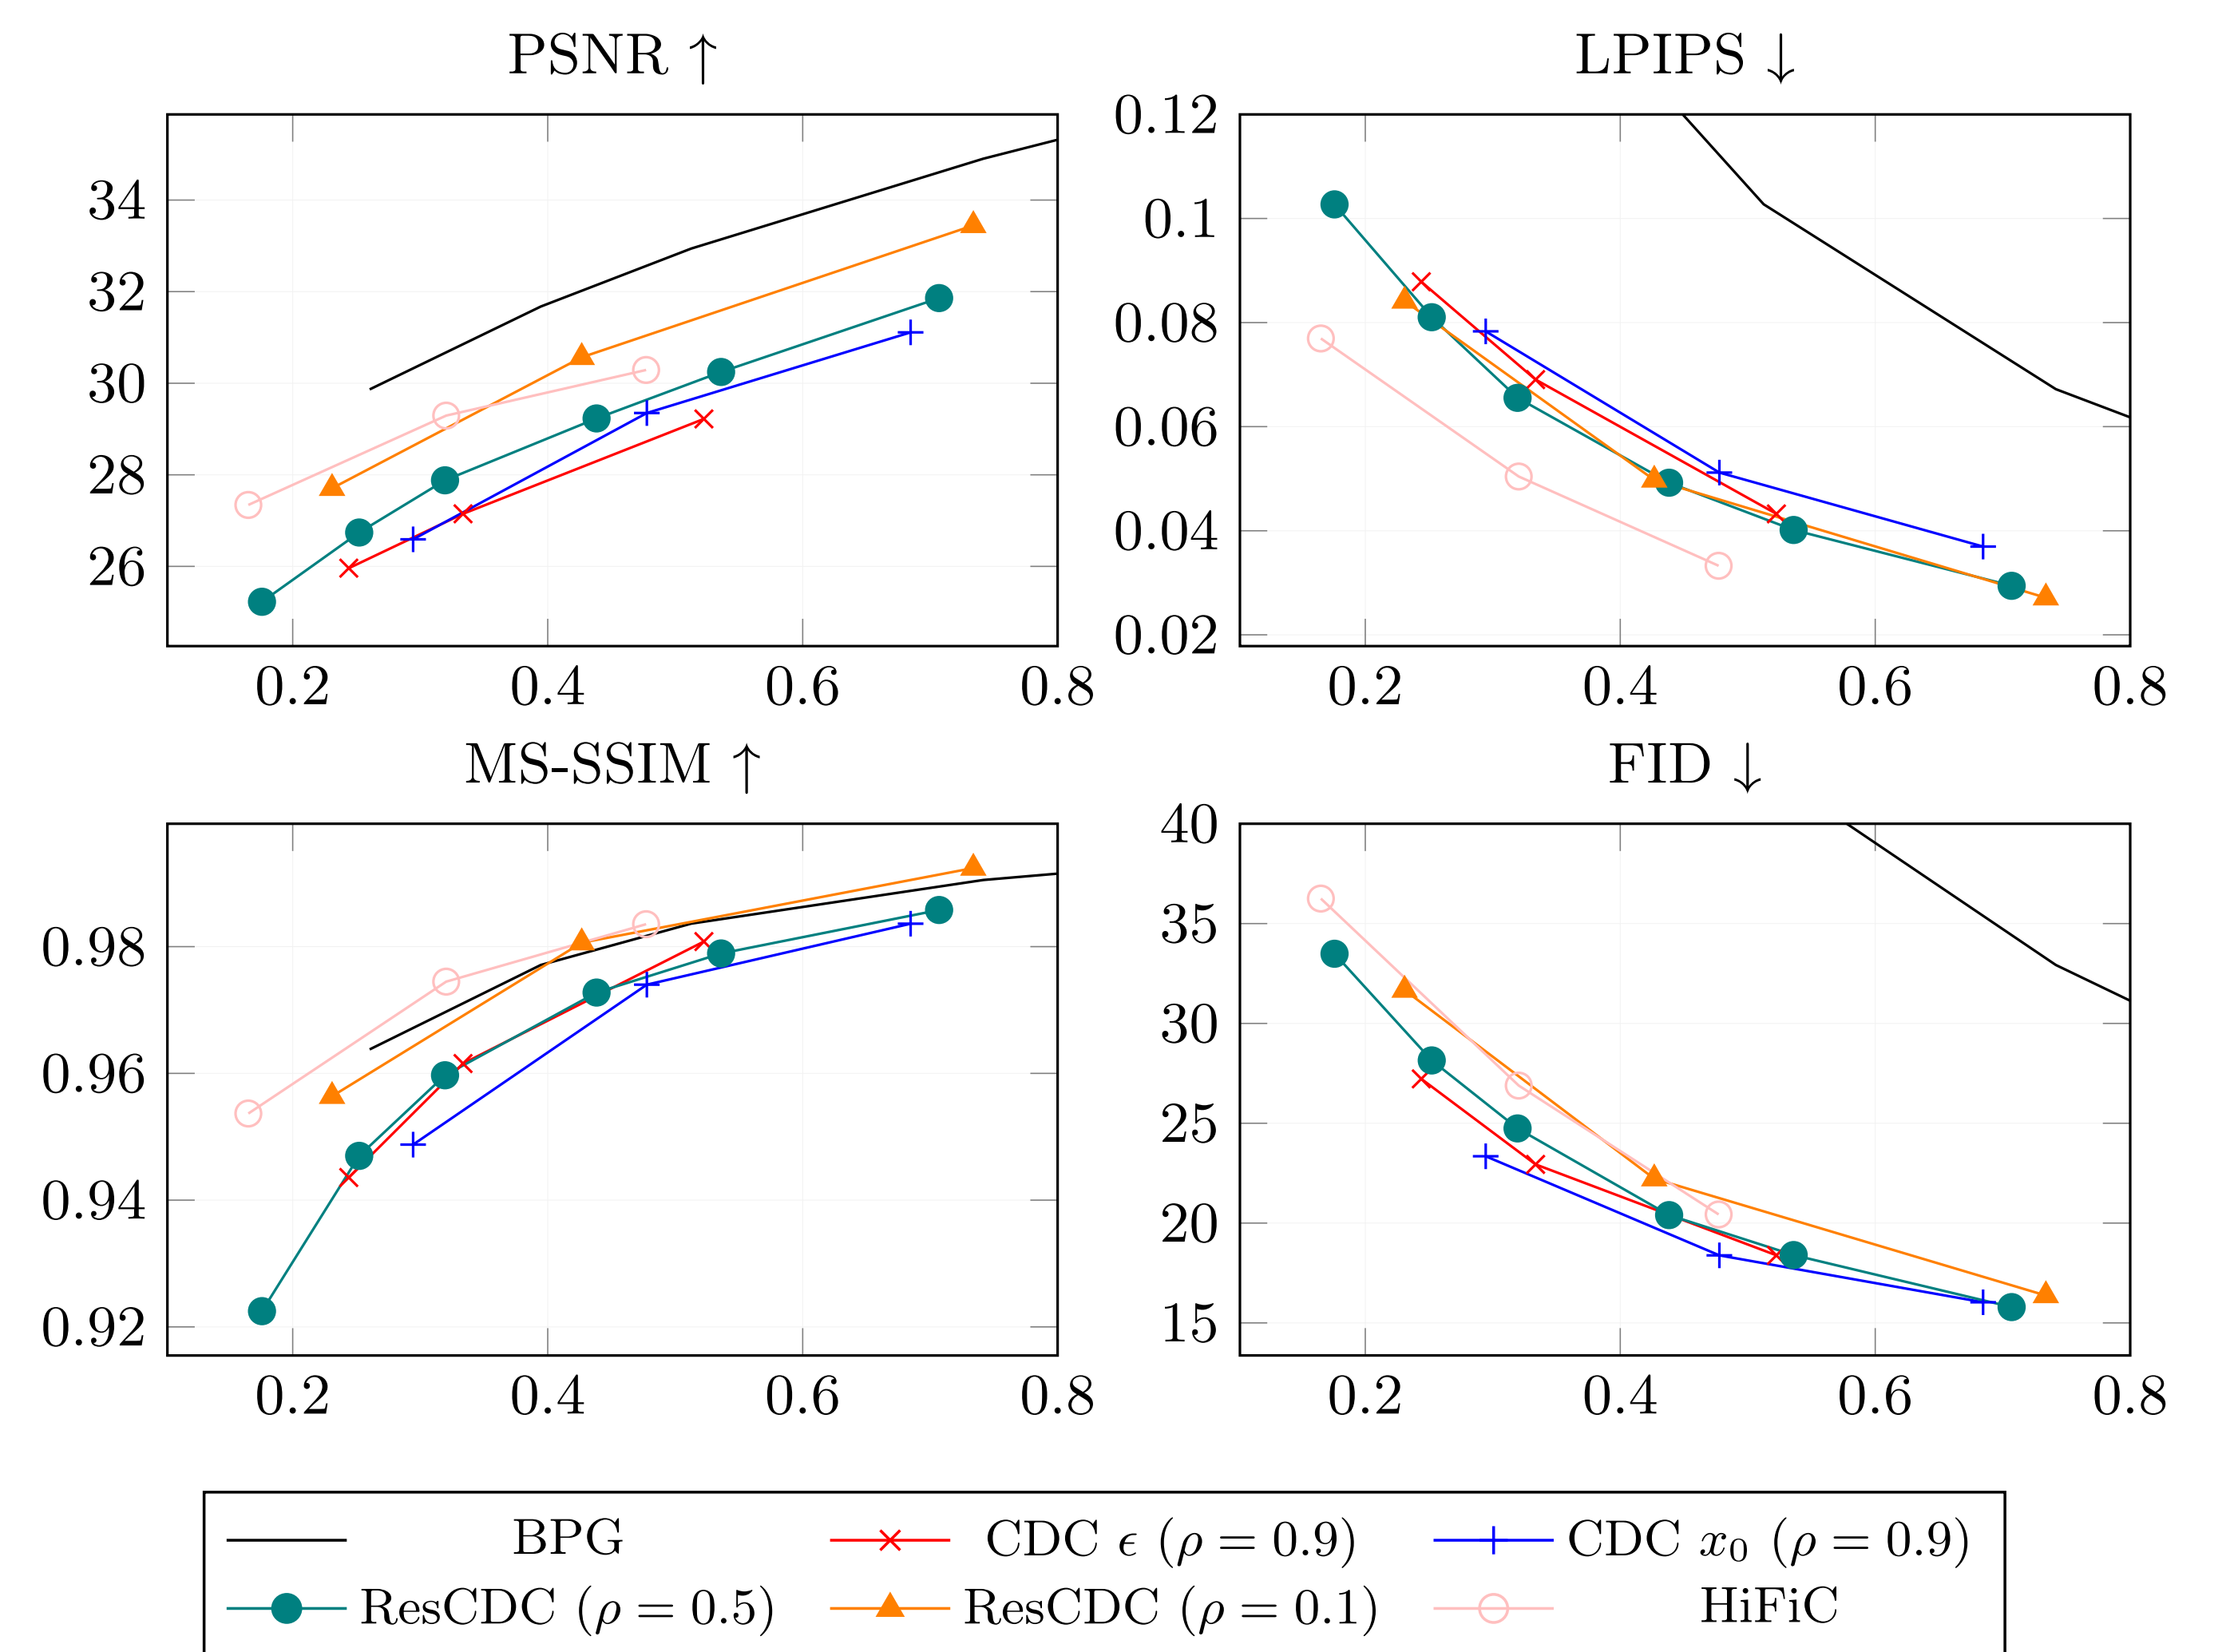 PSNR ↑
34
32
30
28
26
0.2 0.4 0.6 0.8
LPIPS ↓
0.12
0.1
0.08
0.06
0.04
0.02
0.2 0.4 0.6 0.8
MS-SSIM ↑
0.98
0.96
0.94
0.92
0.2 0.4 0.6 0.8
FID ↓
40
35
30
25
20
15
0.2 0.4 0.6 0.8
BPG CDC ϵ (ρ = 0.9) CDC x₀ (ρ = 0.9)
ResCDC (ρ = 0.5) ResCDC (ρ = 0.1) HiFiC